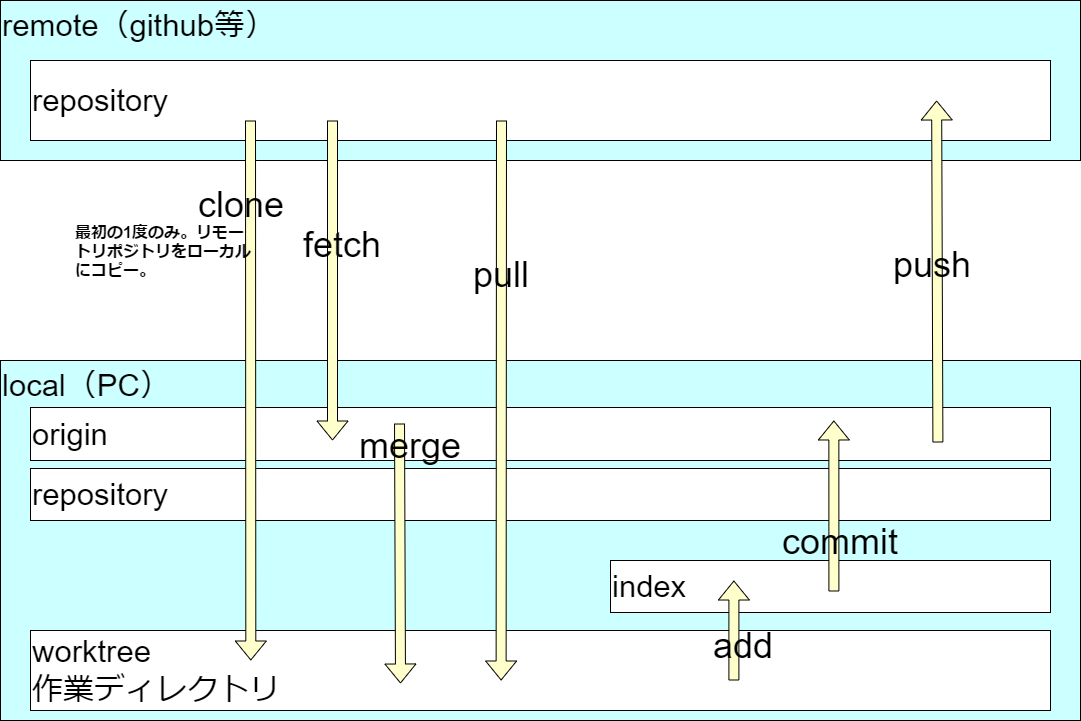 remote（github等）
repository
clone
最初の1度のみ。リモー
トリポジトリをローカル
にコピー。
fetch
pull
push
local（PC）
origin
merge
repository
commit
index
add
worktree
作業ディレクトリ